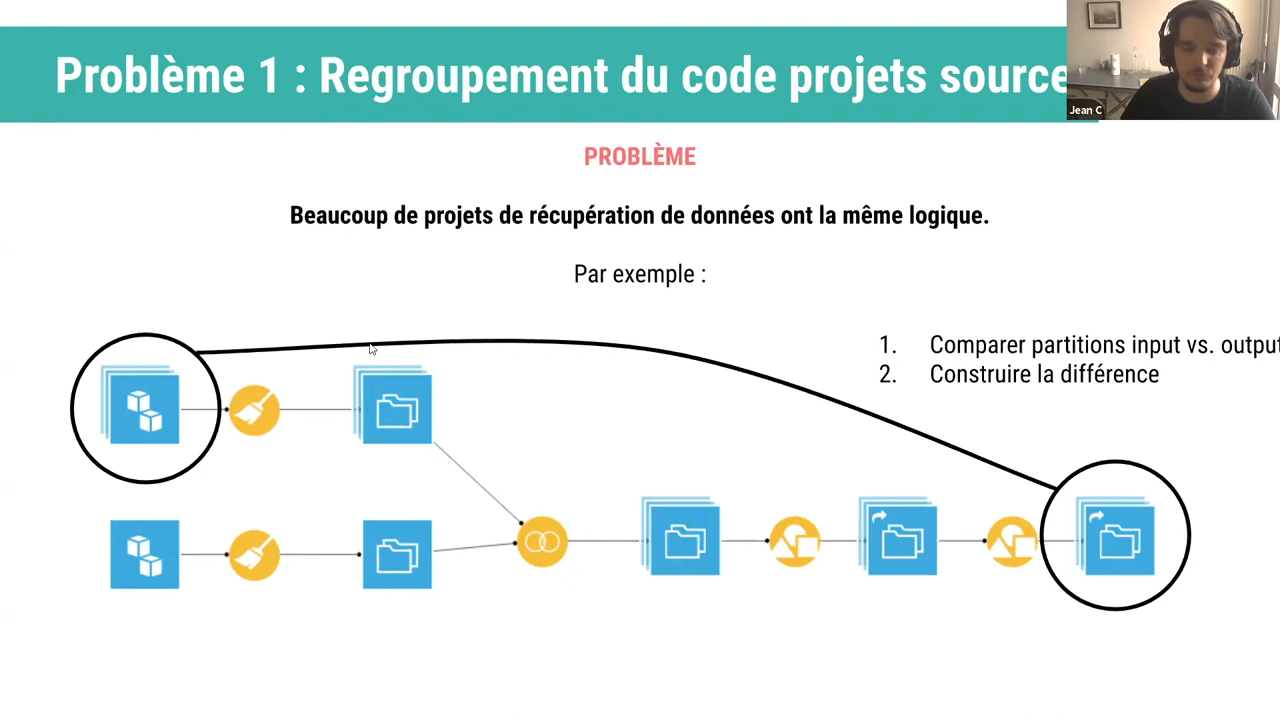 Problème 1 : Regroupement du code projets source
Jean C
PROBLÈME
Beaucoup de projets de récupération de données ont la même logique.
Par exemple :
1. Comparer partitions input vs. output
2. Construire la différence